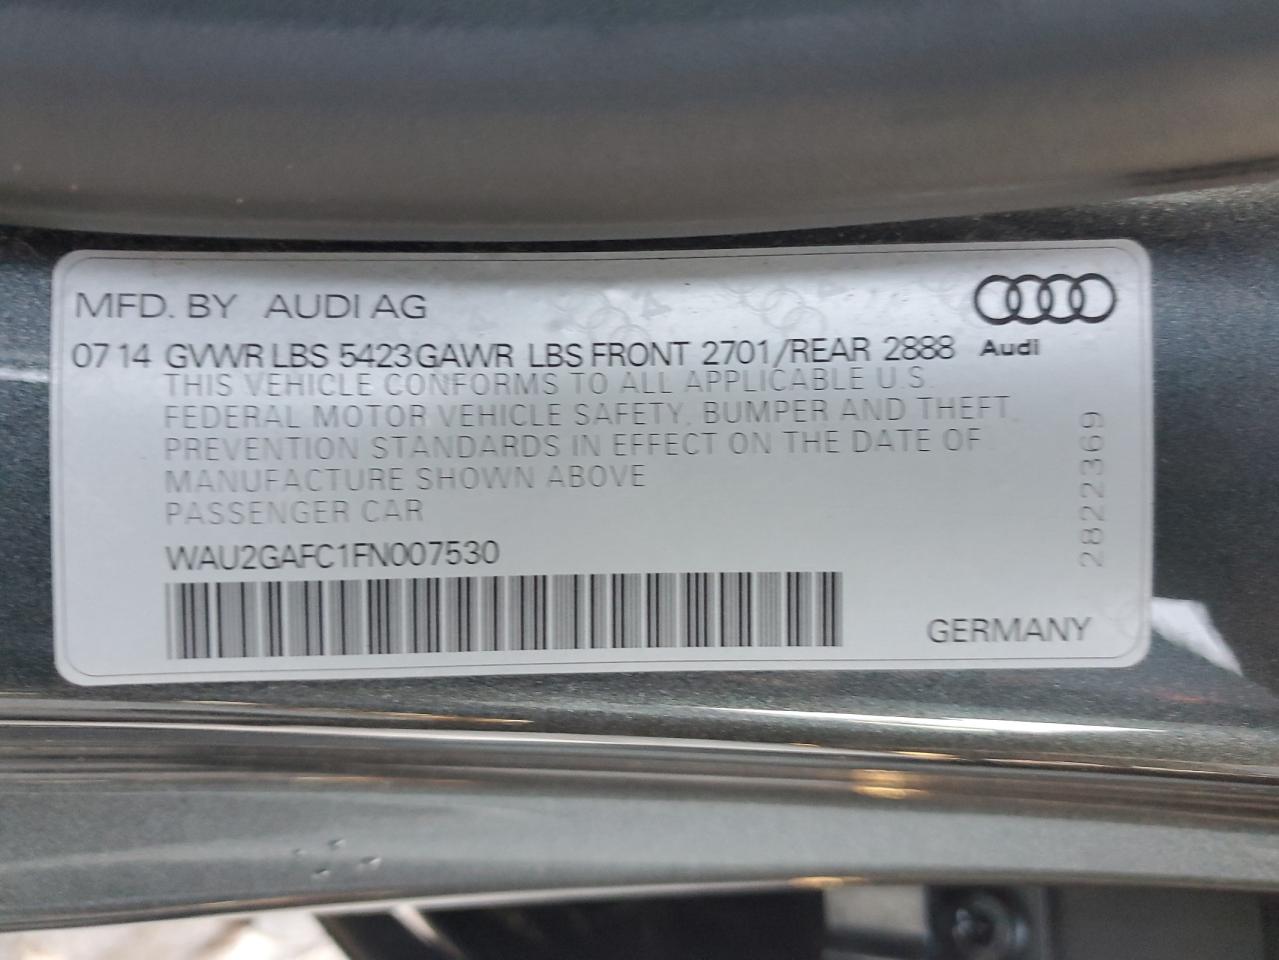 MFD. BY AUDI AG
07 14 GVWR LBS 5423 GAWR LBS FRONT 2701/REAR 2888
Audi
THIS VEHICLE CONFORMS TO ALL APPLICABLE U.S.
FEDERAL MOTOR VEHICLE SAFETY, BUMPER AND THEFT
PREVENTION STANDARDS IN EFFECT ON THE DATE OF
MANUFACTURE SHOWN ABOVE
PASSENGER CAR
WAU2GAFC1FN007530
2822369
GERMANY